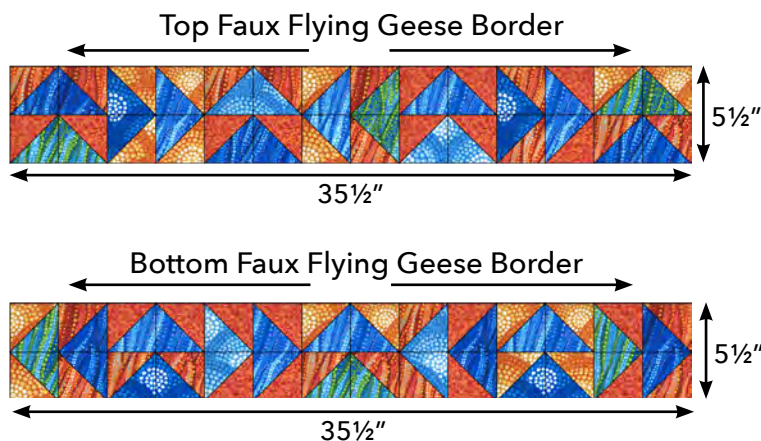 Top Faux Flying Geese Border
5½”
35½”
Bottom Faux Flying Geese Border
5½”
35½”